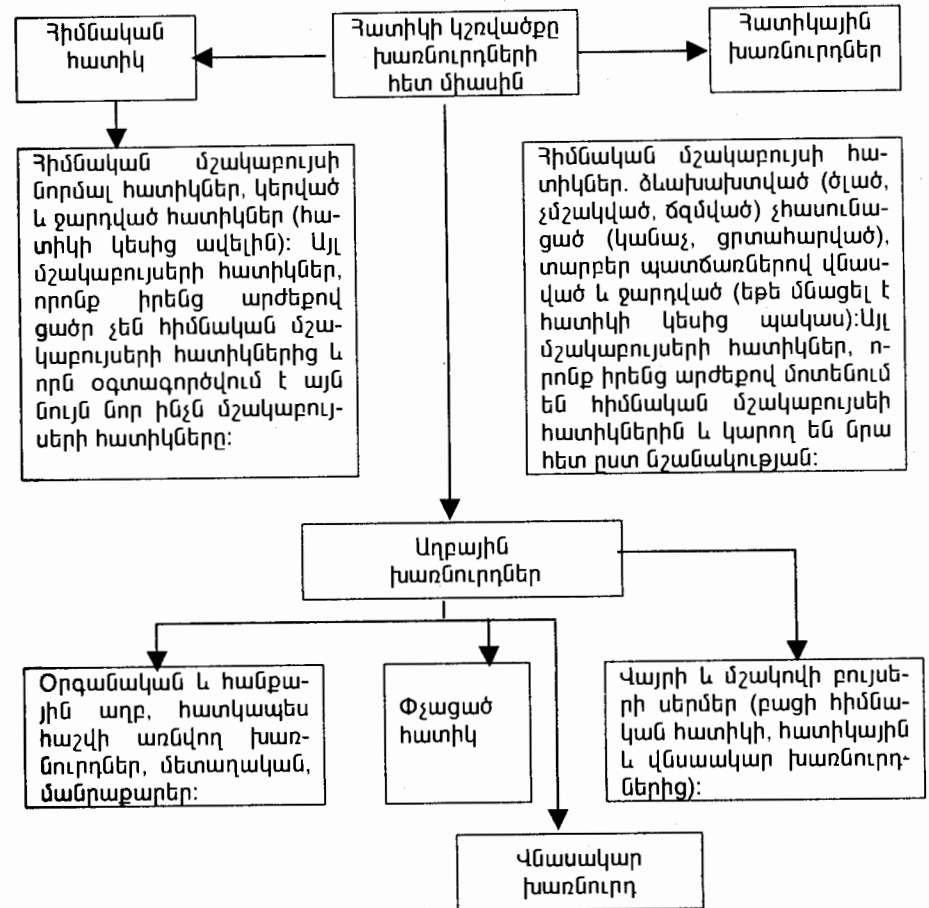 Հիմնական
հատիկ
Հատիկի կշռվածքը
խառնուրդների
հետ միասին
Հատիկային
խառնուրդներ
Հիմնական մշակաբույսի
նորմալ հատիկներ, կերված
և ջարդված հատիկներ (հա-
տիկի կեսից ավելին): Այլ
մշակաբույսերի հատիկներ,
որոնք իրենց արժեքով
ցածր չեն հիմնական մշա-
կաբույսերի հատիկներից և
որն օգտագործվում է այն
նույն նոր ինչն մշակաբույ-
սերի հատիկները:
Հիմնական մշակաբույսի հա-
տիկներ. ձևախախտված (ծլած,
չմշակված, ճզմված) չհասունա-
ցած (կանաչ, ցրտահարված),
տարբեր պատճառներով վնաս-
ված և ջարդված (եթե մնացել է
հատիկի կեսից պակաս):Այլ
մշակաբույսերի հատիկներ, ո-
րոնք իրենց արժեքով մոտենում
են հիմնական մշակաբույսեի
հատիկներին և կարող են նրա
հետ ըստ նշանակության:
Աղբային
խառնուրդներ
Օրգանական և հանքա-
յին աղբ, հատկապես
հաշվի առնվող խառ-
նուրդներ, մետաղական,
մանրաքարեր:
Փչացած
հատիկ
Վայրի և մշակովի բույսե-
րի սերմեր (բացի հիմնա-
կան հատիկի, հատիկային
և վնսաակար խառնուրդ-
ներից):
Վնասակար
խառնուրդ